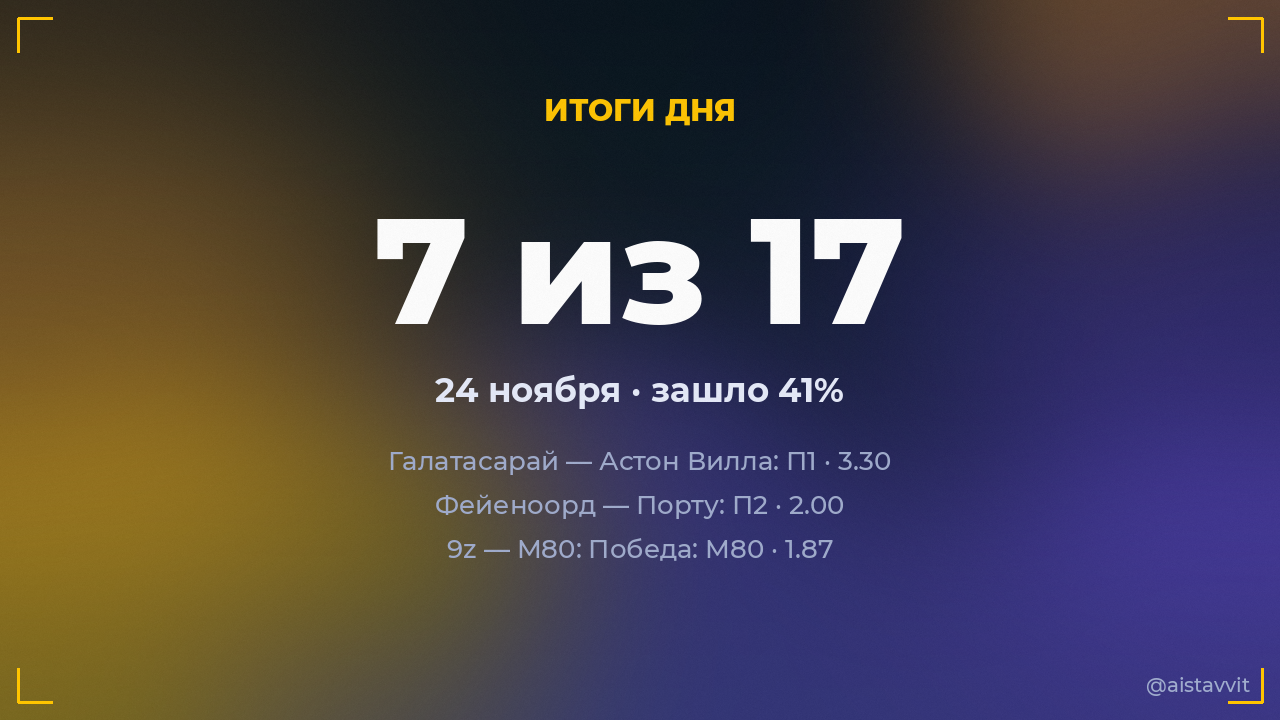 ИТОГИ ДНЯ
7 из 17
24 ноября · зашло 41%
Галатасарай — Астон Вилла: П1 · 3.30
Фейеноорд — Порту: П2 · 2.00
9z — M80: Победа: M80 · 1.87
@aistavvit